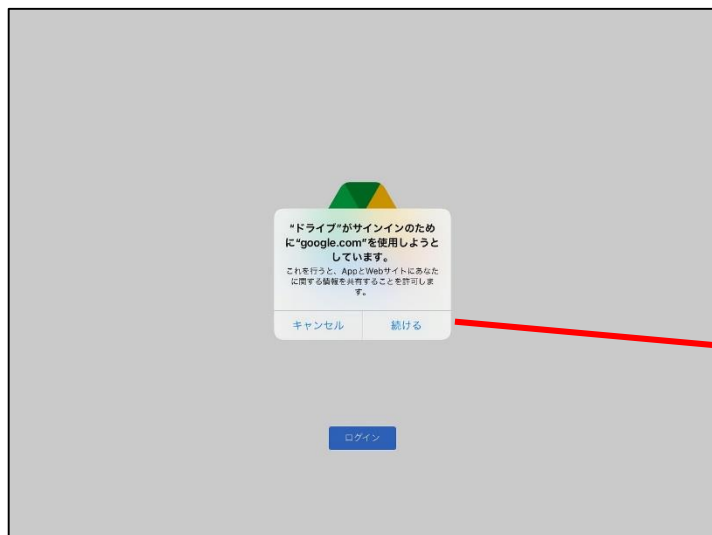 “ドライブ”がサインインのため
に“google.com”を使用しようと
しています。
これを行うと、AppとWebサイトにあなた
に関する情報を共有することを許可しま
す。
キャンセル 続ける
ログイン